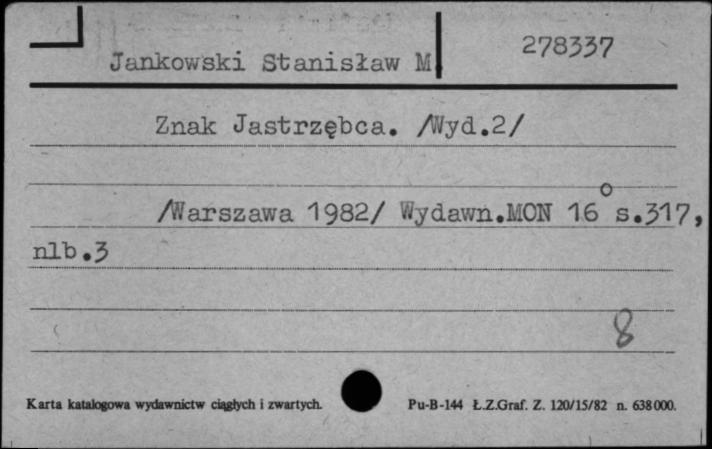 Jankowski Stanisław M. 278337
Znak Jastrzębca. /Wyd.2/
/Warszawa 1982/ Wydawn.MON 16° s.317,
nlb.3
8
Karta katalogowa wydawnictw ciągłych i zwartych. Pu-B-144 Ł.Z.Graf. Z. 120/15/82 n. 638000.